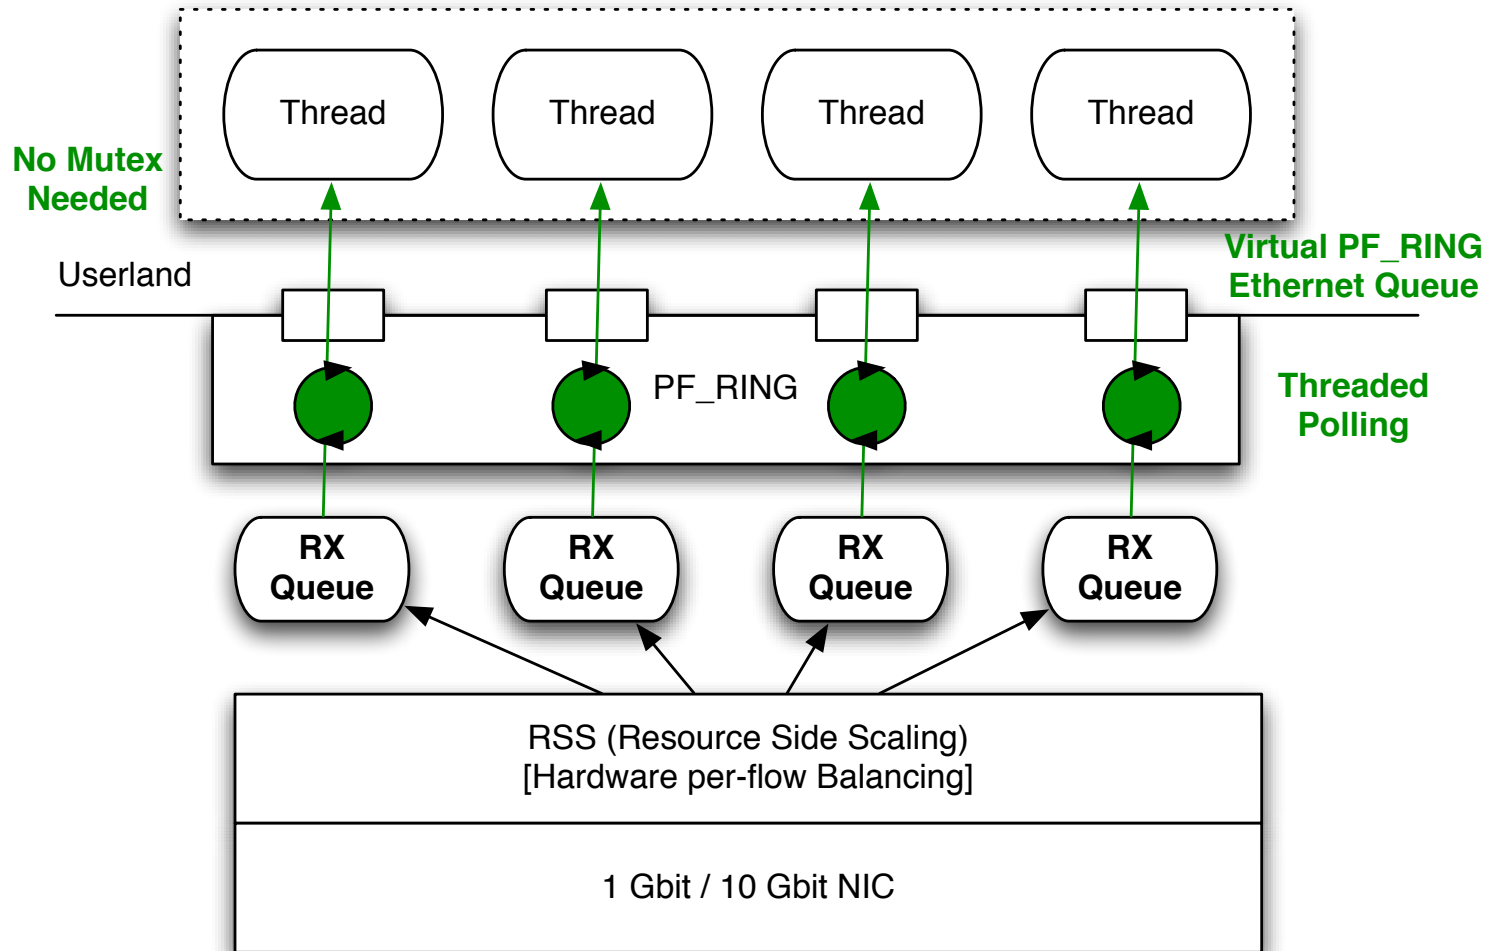 Thread
Thread
Thread
Thread
No Mutex
Needed
Virtual PF_RING
Ethernet Queue
Userland
PF_RING
Threaded
Polling
RX
Queue
RX
Queue
RX
Queue
RX
Queue
RSS (Resource Side Scaling)
[Hardware per-flow Balancing]
1 Gbit / 10 Gbit NIC